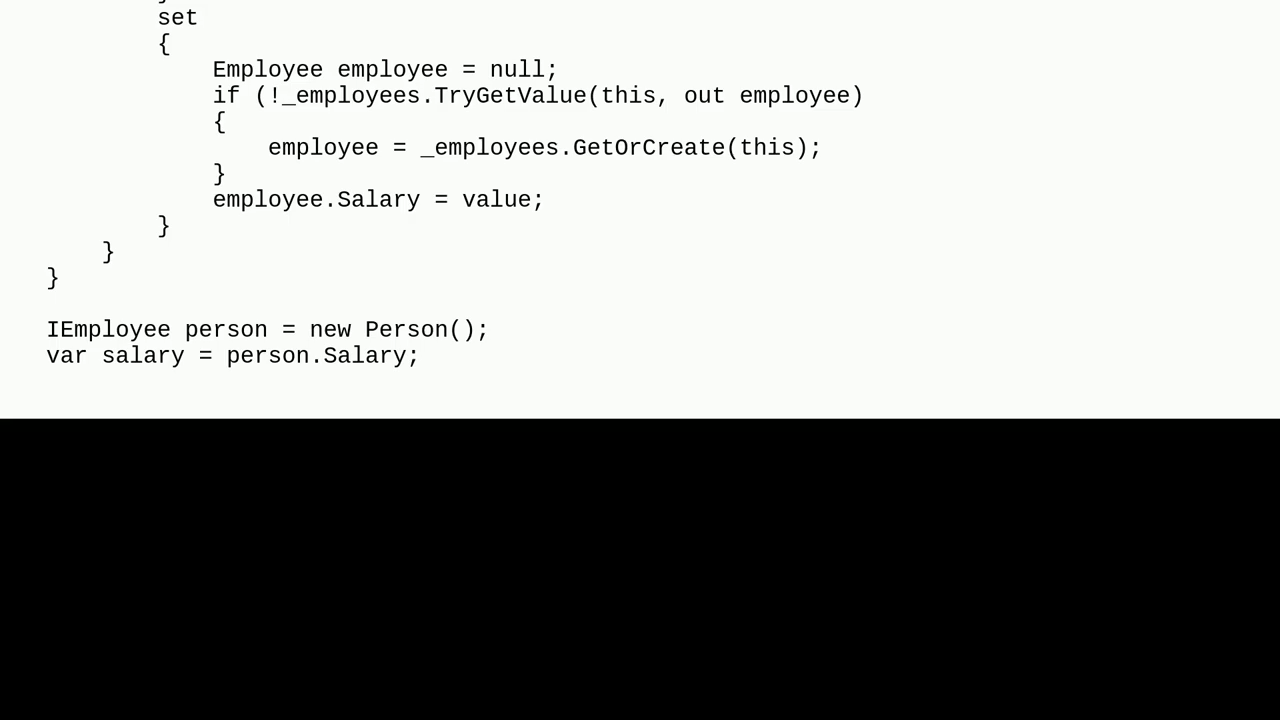 set
{
Employee employee = null;
if (!_employees.TryGetValue(this, out employee)
{
employee = _employees.GetOrCreate(this);
}
employee.Salary = value;
}
}
}
IEmployee person = new Person();
var salary = person.Salary;